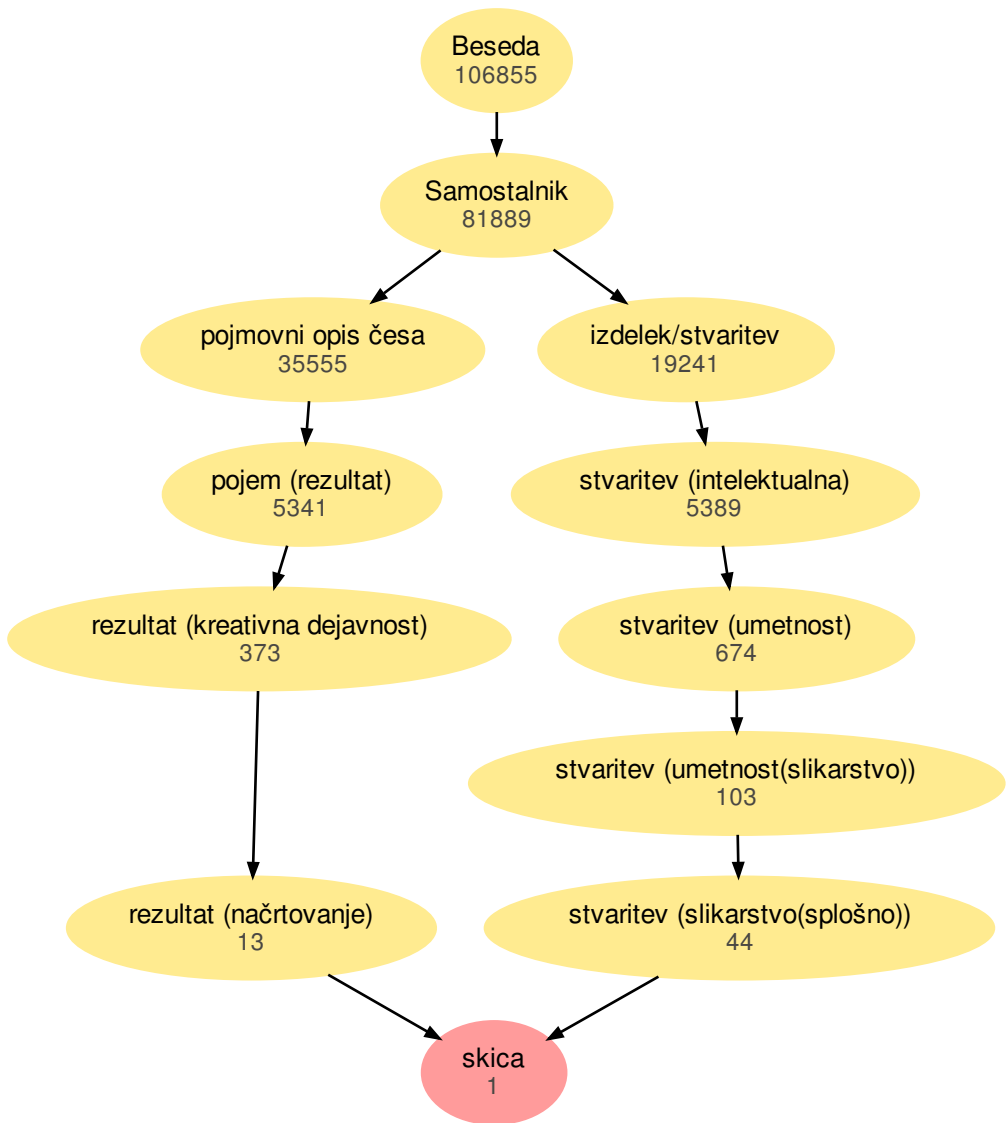 Beseda
106855
Samostalnik
81889
pojmovni opis česa
35555
izdelek/stvaritev
19241
pojem (rezultat)
5341
stvaritev (intelektualna)
5389
rezultat (kreativna dejavnost)
373
stvaritev (umetnost)
674
stvaritev (umetnost(slikarstvo))
103
rezultat (načrtovanje)
13
stvaritev (slikarstvo(splošno))
44
skica
1